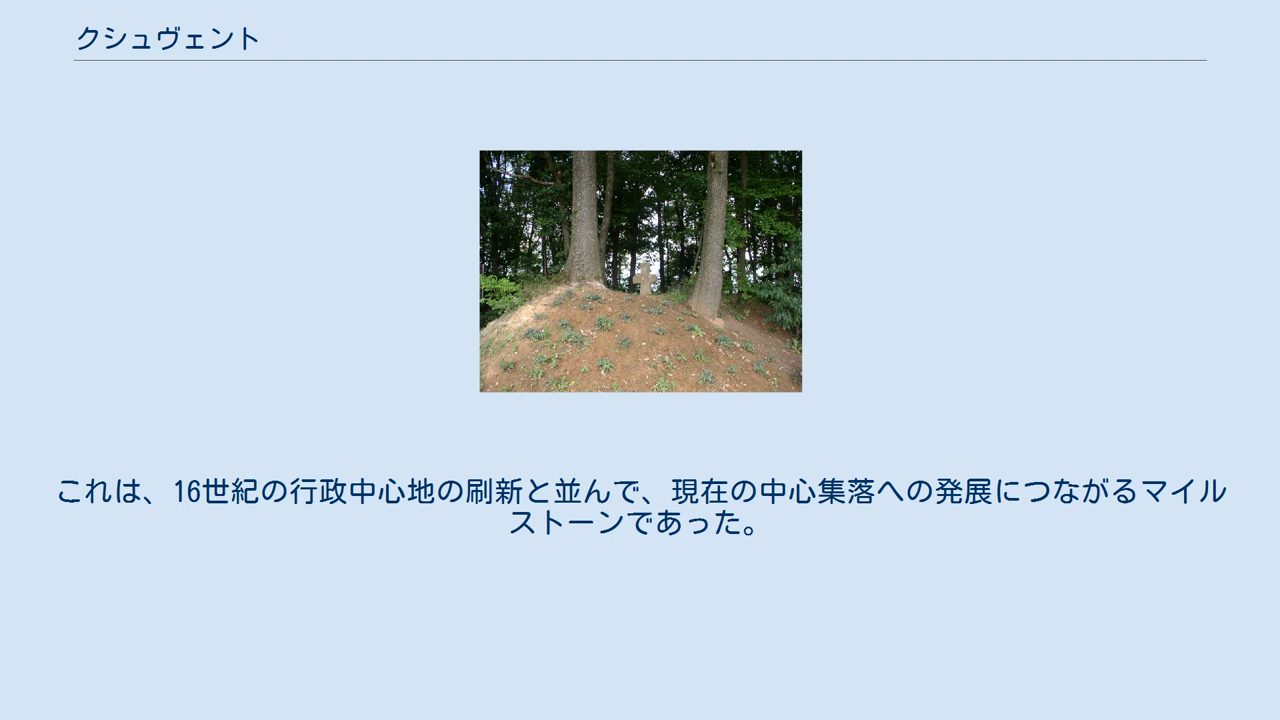 クシュヴェント
これは、16世紀の行政中心地の刷新と並んで、現在の中心集落への発展につながるマイル
ストーンであった。